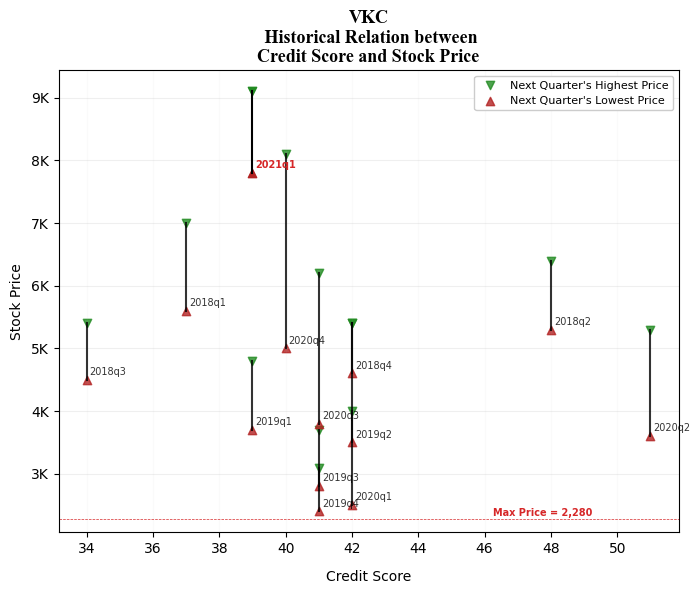 VKC
Historical Relation between
Credit Score and Stock Price
Next Quarter's Highest Price
Next Quarter's Lowest Price
9K
8K
7K
6K
5K
4K
3K
Stock Price
2021q1
2018q1
2018q2
2020q4
2018q3
2018q4
2019q1
2020q3
2019q2
2020q2
2019q3
2020q1
2019q4
Max Price = 2,280
34 36 38 40 42 44 46 48 50
Credit Score